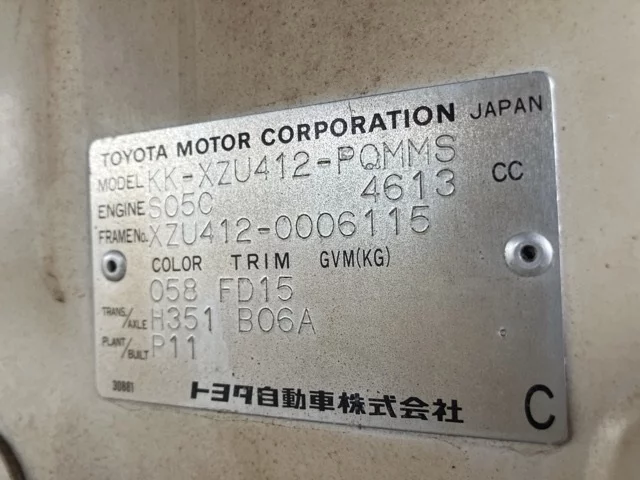 TOYOTA MOTOR CORPORATION JAPAN
MODEL KK-XZU412-PQMMS
ENGINE S05C 4613 CC
FRAME No. XZU412-0006115
COLOR TRIM GVM(KG)
058 FD15
TRANS./AXLE H351 B06A
PLANT/BUILT P11
30881 トヨタ自動車株式会社 C